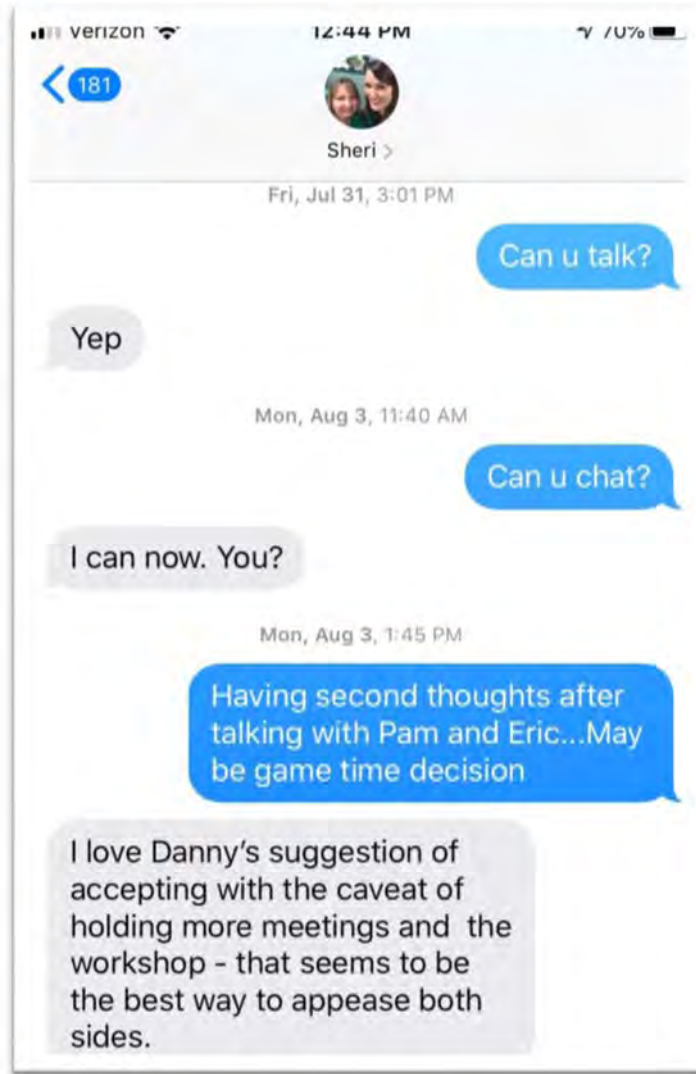 verizon 12:44 PM 70%
181
Sheri >
Fri, Jul 31, 3:01 PM
Can u talk?
Yep
Mon, Aug 3, 11:40 AM
Can u chat?
I can now. You?
Mon, Aug 3, 1:45 PM
Having second thoughts after
talking with Pam and Eric...May
be game time decision
I love Danny’s suggestion of
accepting with the caveat of
holding more meetings and the
workshop - that seems to be
the best way to appease both
sides.